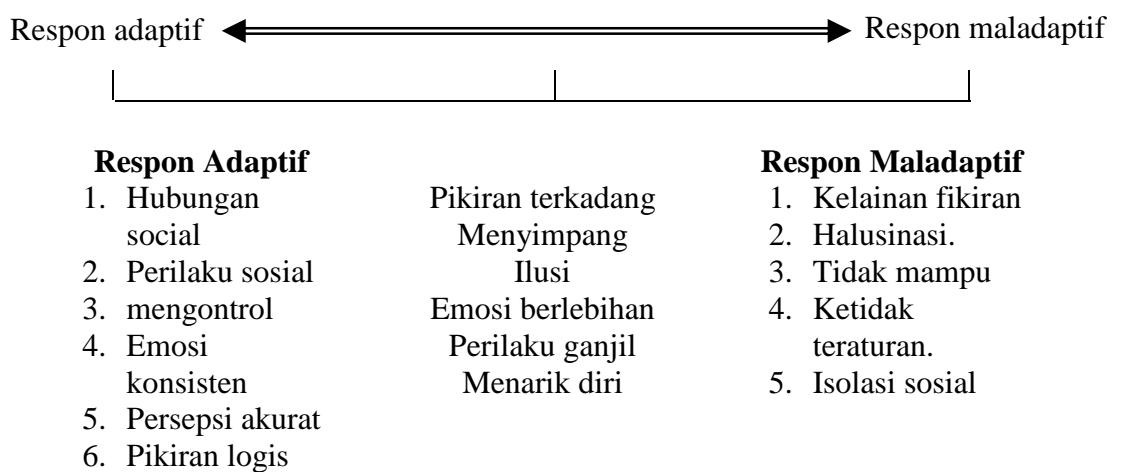 Respon adaptif
Respon maladaptif
Respon Adaptif
1. Hubungan
social
2. Perilaku sosial
3. mengontrol
4. Emosi
konsisten
5. Persepsi akurat
6. Pikiran logis
Pikiran terkadang
Menyimpang
Ilusi
Emosi berlebihan
Perilaku ganjil
Menarik diri
Respon Maladaptif
1. Kelainan fikiran
2. Halusinasi.
3. Tidak mampu
4. Ketidak
teraturan.
5. Isolasi sosial